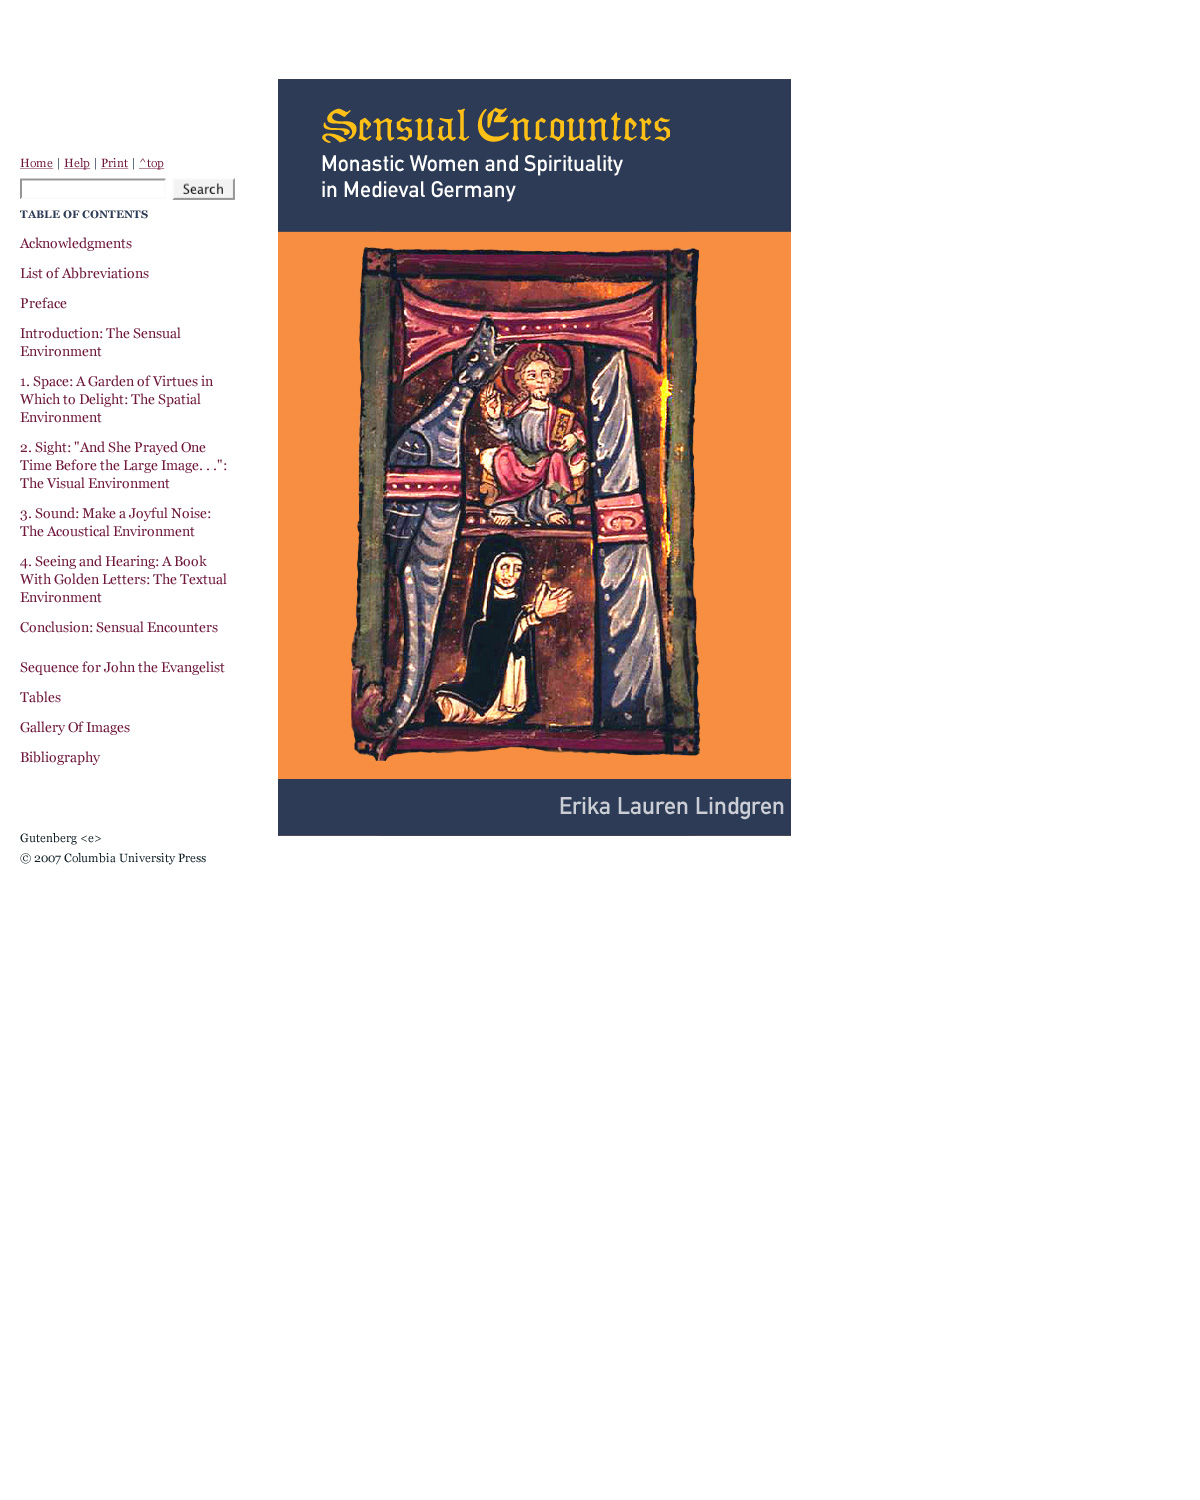 Home | Help | Print | ^top
Search
TABLE OF CONTENTS
Acknowledgments
List of Abbreviations
Preface
Introduction: The Sensual
Environment
1. Space: A Garden of Virtues in
Which to Delight: The Spatial
Environment
2. Sight: "And She Prayed One
Time Before the Large Image. . .":
The Visual Environment
3. Sound: Make a Joyful Noise:
The Acoustical Environment
4. Seeing and Hearing: A Book
With Golden Letters: The Textual
Environment
Conclusion: Sensual Encounters
Sequence for John the Evangelist
Tables
Gallery Of Images
Bibliography
Gutenberg <e>
© 2007 Columbia University Press
Sensual Encounters
Monastic Women and Spirituality
in Medieval Germany
Erika Lauren Lindgren